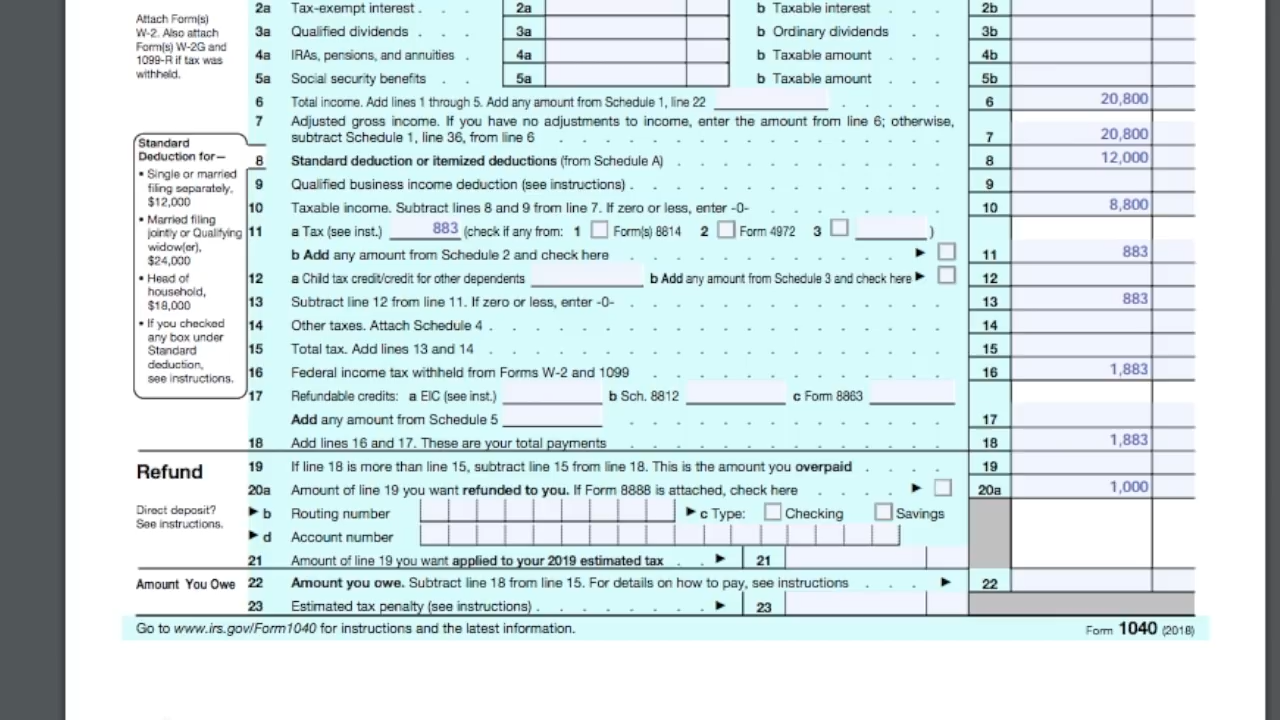 2a Tax-exempt interest . . . 2a b Taxable interest . . 2b
Attach Form(s)
W-2. Also attach
Form(s) W-2G and
1099-R if tax was
withheld.
3a Qualified dividends . . . 3a b Ordinary dividends . . 3b
4a IRAs, pensions, and annuities . 4a b Taxable amount . . 4b
5a Social security benefits . . 5a b Taxable amount . . 5b
6 Total income. Add lines 1 through 5. Add any amount from Schedule 1, line 22 . . . . . 6 20,800
7 Adjusted gross income. If you have no adjustments to income, enter the amount from line 6; otherwise,
subtract Schedule 1, line 36, from line 6 . . . . . . . . . . . . . 7 20,800
Standard
Deduction for—
• Single or married
filing separately,
$12,000
• Married filing
jointly or Qualifying
widow(er),
$24,000
• Head of
household,
$18,000
• If you checked
any box under
Standard
deduction,
see instructions.
8 Standard deduction or itemized deductions (from Schedule A) . . . . . . . . . . 8 12,000
9 Qualified business income deduction (see instructions) . . . . . . . . . . . . 9
10 Taxable income. Subtract lines 8 and 9 from line 7. If zero or less, enter -0- . . . . . . . 10 8,800
11 a Tax (see inst.) 883 (check if any from: 1 Form(s) 8814 2 Form 4972 3 )
b Add any amount from Schedule 2 and check here . . . . . . . . . . . ► 11 883
12 a Child tax credit/credit for other dependents b Add any amount from Schedule 3 and check here ► 12
13 Subtract line 12 from line 11. If zero or less, enter -0- . . . . . . . . . . . . 13 883
14 Other taxes. Attach Schedule 4 . . . . . . . . . . . . . . . . . 14
15 Total tax. Add lines 13 and 14 . . . . . . . . . . . . . . . . . 15
16 Federal income tax withheld from Forms W-2 and 1099 . . . . . . . . . . . 16 1,883
17 Refundable credits: a EIC (see inst.) b Sch. 8812 c Form 8863
Add any amount from Schedule 5 . . . . . . . . . . . . 17
18 Add lines 16 and 17. These are your total payments . . . . . . . . . . . . 18 1,883
Refund
19 If line 18 is more than line 15, subtract line 15 from line 18. This is the amount you overpaid . . . . 19
20a Amount of line 19 you want refunded to you. If Form 8888 is attached, check here . . . . ► 20a 1,000
Direct deposit?
See instructions.
► b Routing number ► c Type: Checking Savings
► d Account number
21 Amount of line 19 you want applied to your 2019 estimated tax . . ► 21
Amount You Owe 22 Amount you owe. Subtract line 18 from line 15. For details on how to pay, see instructions . . . ► 22
23 Estimated tax penalty (see instructions) . . . . . . . . ► 23
Go to www.irs.gov/Form1040 for instructions and the latest information. Form 1040 (2018)